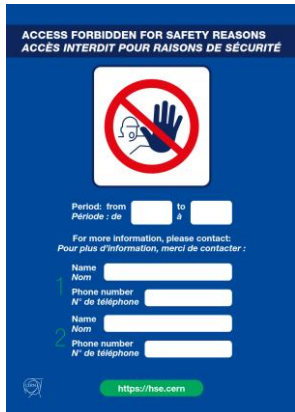 ACCESS FORBIDDEN FOR SAFETY REASONS
ACCÈS INTERDIT POUR RAISONS DE SÉCURITÉ
Period: from to
Période : de à
For more information, please contact:
Pour plus d'information, merci de contacter :
1
Name
Nom
Phone number
N° de téléphone
2
Name
Nom
Phone number
N° de téléphone
CERN
https://hse.cern